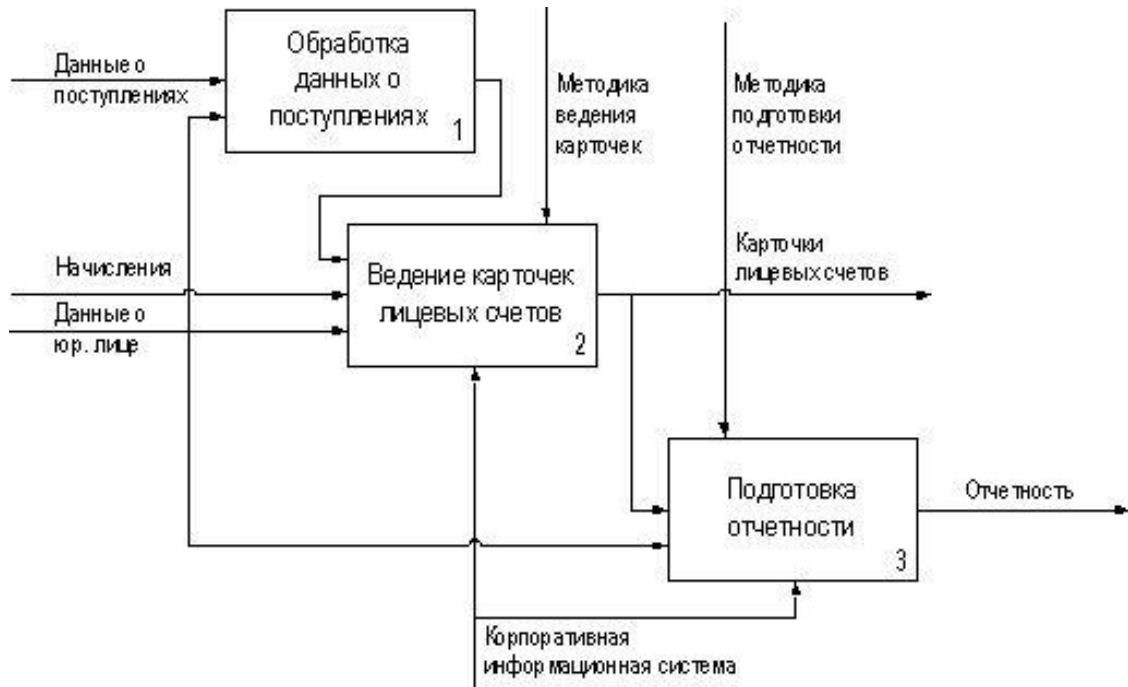 Обработка
данных о
поступлениях
1
Данные о
поступлениях
Методика
ведения
карточек
Методика
подготовки
отчетности
Начисления
Данные о
юр. лице
Ведение карточек
лицевых счетов
2
Карточки
лицевых счетов
Подготовка
отчетности
3
Отчетность
Корпоративная
информационная система